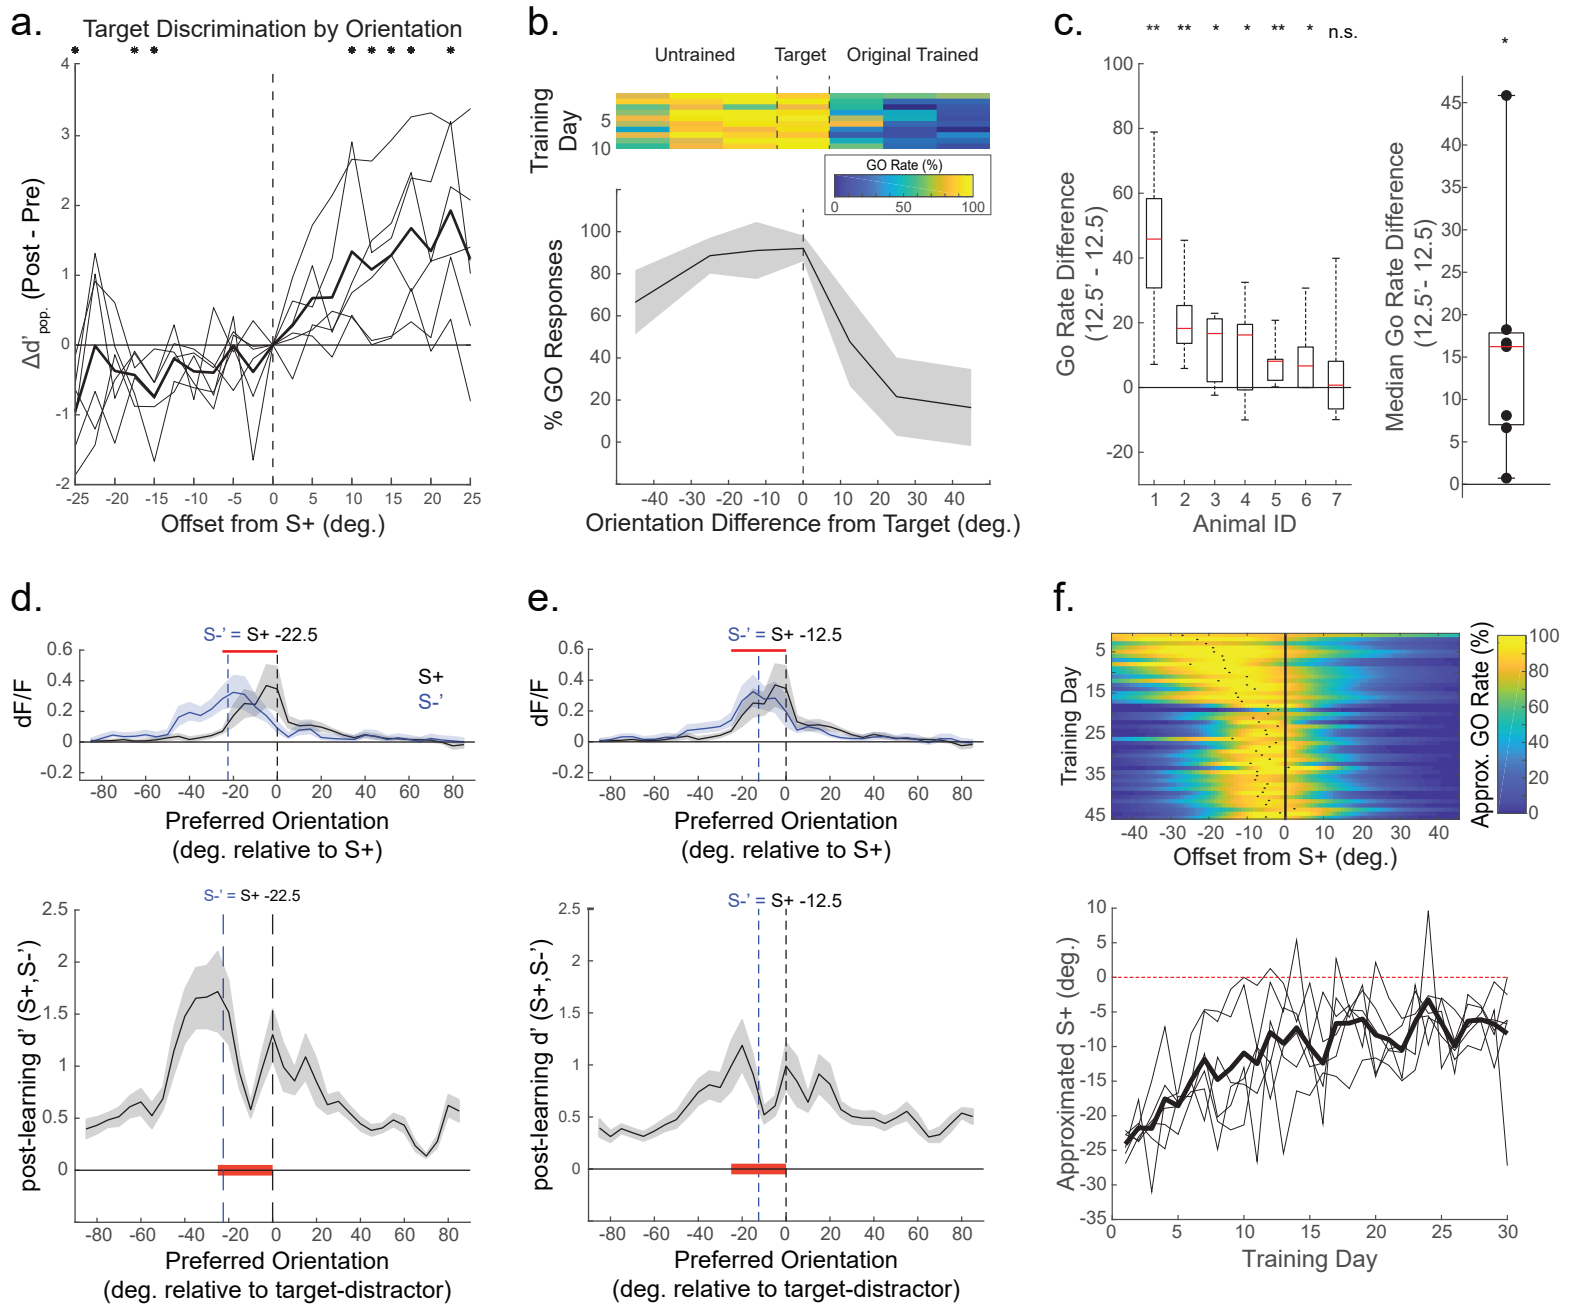 a.
Target Discrimination by Orientation
* * * * * * * *
4
3
2
1
0
-1
-2
Δd'pop. (Post - Pre)
-25 -20 -15 -10 -5 0 5 10 15 20 25
Offset from S+ (deg.)
b.
Untrained Target Original Trained
Training Day
5
10
GO Rate (%)
0 50 100
100
80
60
40
20
0
% GO Responses
-40 -30 -20 -10 0 10 20 30 40
Orientation Difference from Target (deg.)
c.
** ** * * ** * n.s.
100
80
60
40
20
0
-20
Go Rate Difference
(12.5' - 12.5)
1 2 3 4 5 6 7
Animal ID
*
45
40
35
30
25
20
15
10
5
0
Median Go Rate Difference
(12.5'- 12.5)
d.
S-' = S+ -22.5
0.6
0.4
0.2
0
-0.2
dF/F
S+
S-'
-80 -60 -40 -20 0 20 40 60 80
Preferred Orientation
(deg. relative to S+)
S-' = S+ -22.5
2.5
2
1.5
1
0.5
0
post-learning d' (S+,S-')
-80 -60 -40 -20 0 20 40 60 80
Preferred Orientation
(deg. relative to target-distractor)
e.
S-' = S+ -12.5
0.6
0.4
0.2
0
-0.2
dF/F
-80 -60 -40 -20 0 20 40 60 80
Preferred Orientation
(deg. relative to S+)
S-' = S+ -12.5
2.5
2
1.5
1
0.5
0
post-learning d' (S+,S-')
-80 -60 -40 -20 0 20 40 60 80
Preferred Orientation
(deg. relative to target-distractor)
f.
5
15
25
35
45
Training Day
-40 -30 -20 -10 0 10 20 30 40
Offset from S+ (deg.)
Approx. GO Rate (%)
100
80
60
40
20
0
10
5
0
-5
-10
-15
-20
-25
-30
-35
Approximated S+ (deg.)
0 5 10 15 20 25 30
Training Day